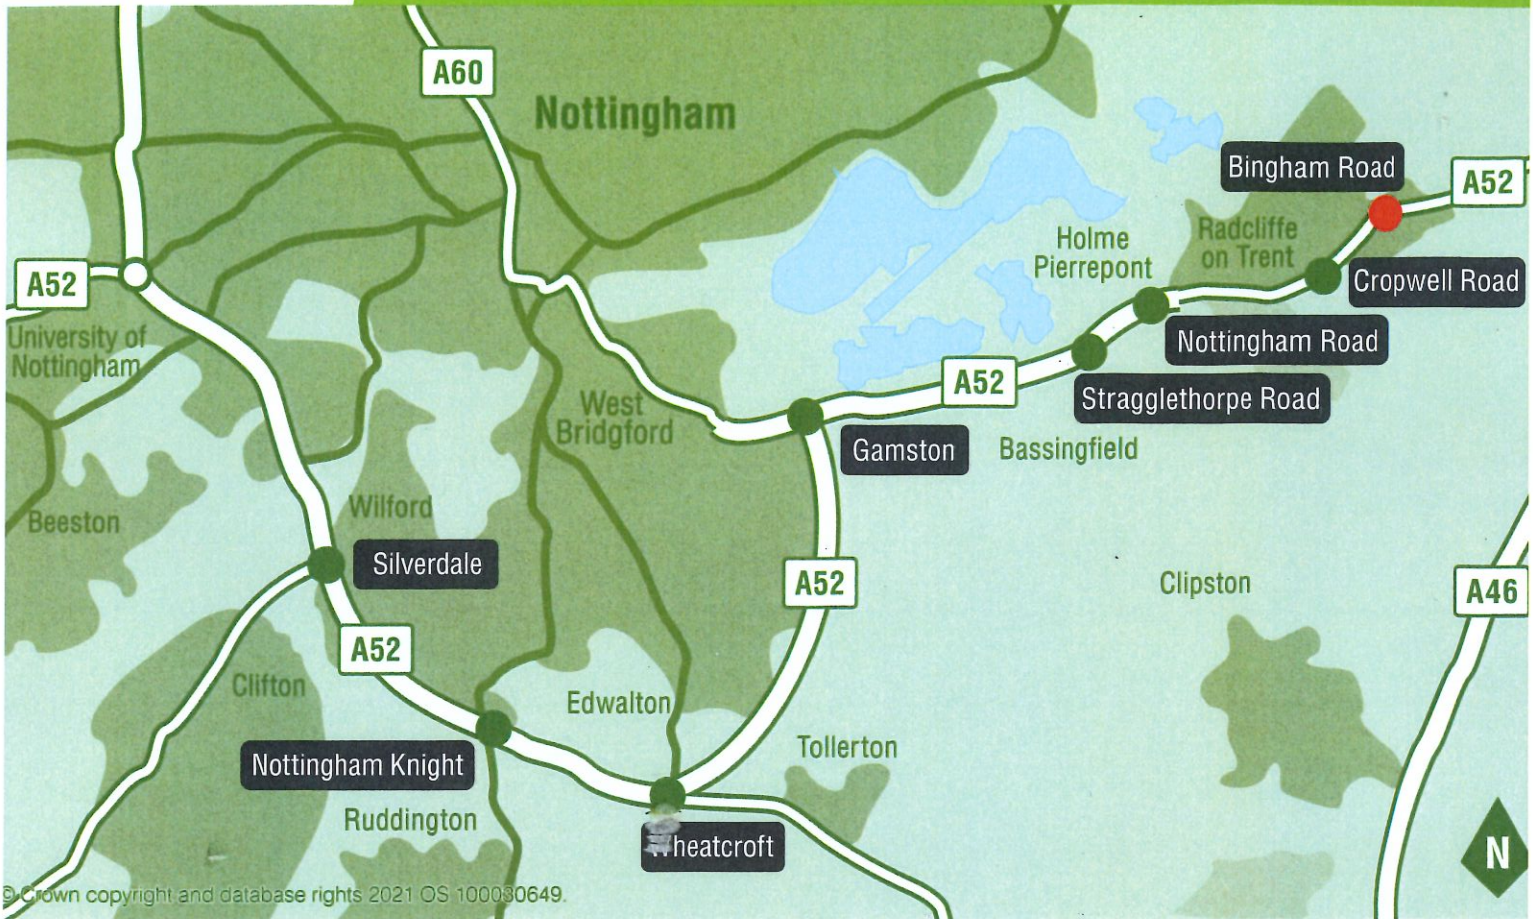 A60
Nottingham
Bingham Road
A52
Radcliffe
on Trent
Holme
Pierrepont
A52
Cropwell Road
University of
Nottingham
Nottingham Road
A52
Stragglethorpe Road
West
Bridgford
Gamston
Bassingfield
Wilford
Beeston
Silverdale
A52
Clipston
A46
A52
Clifton
Edwalton
Tollerton
Nottingham Knight
Ruddington
Wheatcroft
N
© Crown copyright and database rights 2021 OS 100030649.